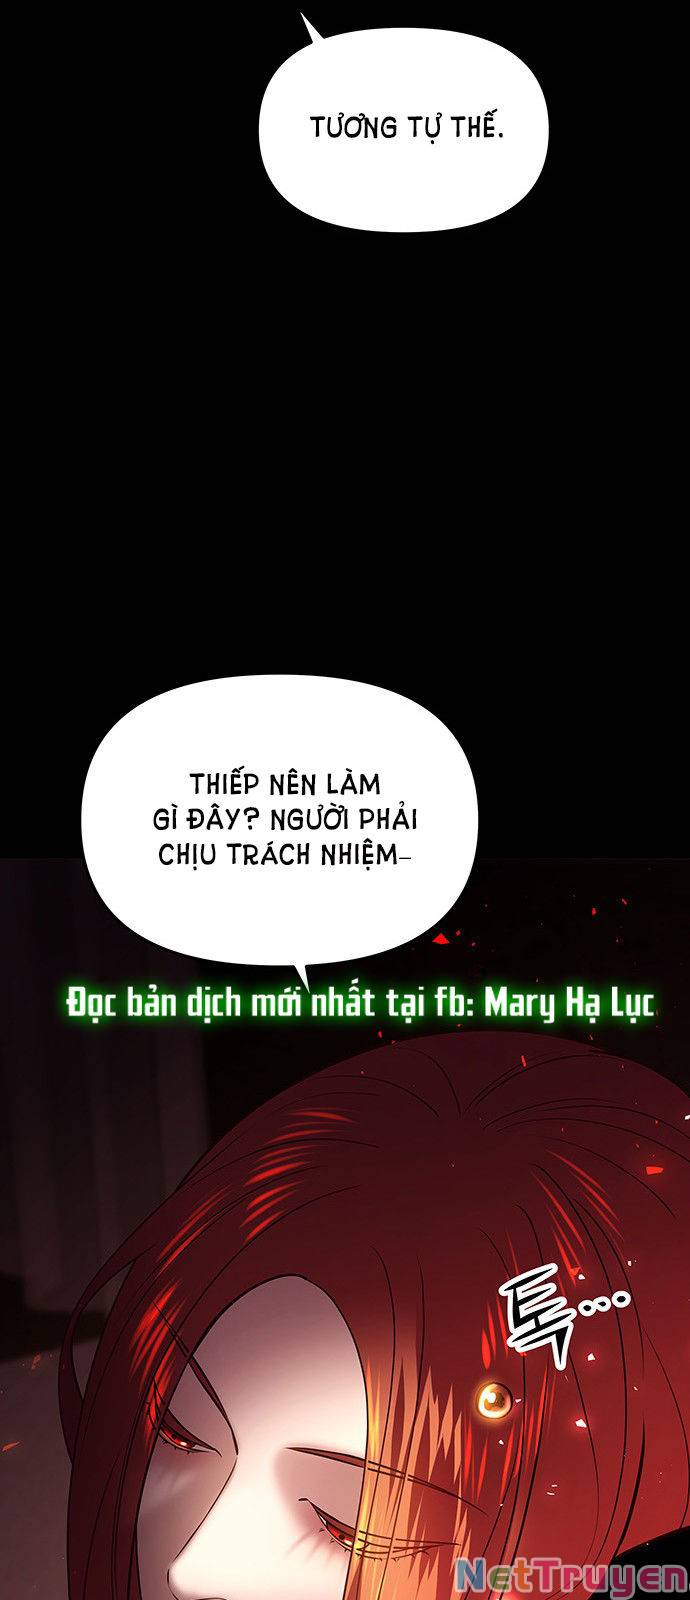 TƯƠNG TỰ THẾ.
THIẾP NÊN LÀM
GÌ ĐÂY? NGƯỜI PHẢI
CHỊU TRÁCH NHIỆM–
Đọc bản dịch mới nhất tại fb: Mary Hạ Lục
톡...
NETTRUYEN